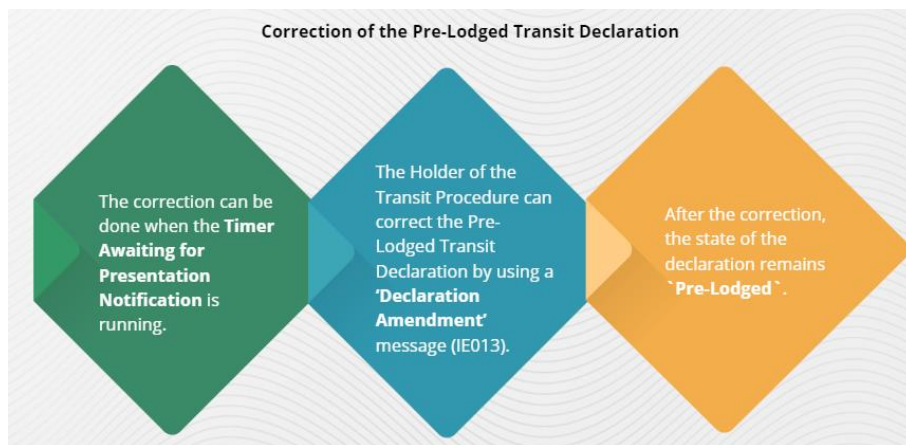 Correction of the Pre-Lodged Transit Declaration
The correction can be
done when the Timer
Awaiting for
Presentation
Notification is
running.
The Holder of the
Transit Procedure can
correct the Pre-
Lodged Transit
Declaration by using a
‘Declaration
Amendment’
message (IE013).
After the correction,
the state of the
declaration remains
`Pre-Lodged`.